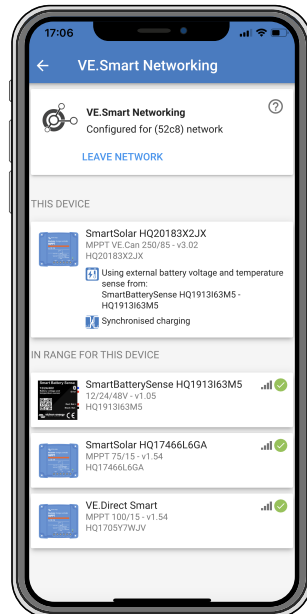 17:06
VE.Smart Networking
VE.Smart Networking
Configured for (52c8) network
LEAVE NETWORK
THIS DEVICE
SmartSolar HQ20183X2JX
MPPT VE.Can 250/85 - v3.02
HQ20183X2JX
Using external battery voltage and temperature
sense from:
SmartBatterySense HQ1913I63M5 -
HQ1913I63M5
Synchronised charging
IN RANGE FOR THIS DEVICE
SmartBatterySense HQ1913I63M5
12/24/48V - v1.05
HQ1913I63M5
Smart Battery Sense
SmartSolar HQ17466L6GA
MPPT 75/15 - v1.54
HQ17466L6GA
VE.Direct Smart
MPPT 100/15 - v1.54
HQ1705Y7WJV